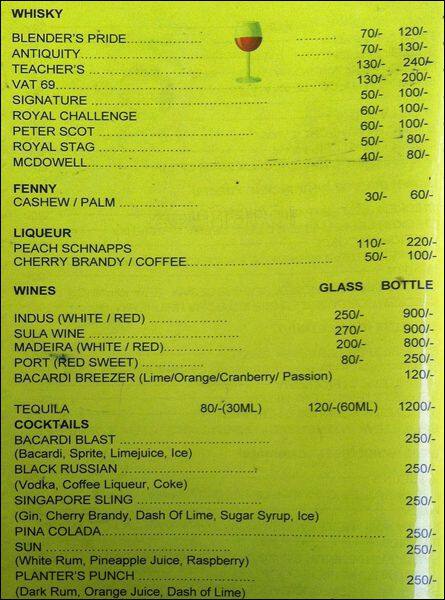 WHISKY
BLENDER'S PRIDE.................... 70/- 120/-
ANTIQUITY.............................. 70/- 130/-
TEACHER'S ............................. 130/- 240/-
VAT 69..................................... 130/- 200/-
SIGNATURE ............................. 50/- 100/-
ROYAL CHALLENGE 60/- 100/-
PETER SCOT ........................... 60/- 100/-
ROYAL STAG ........................... 50/- 80/-
MCDOWELL............................. 40/- 80/-
FENNY
CASHEW / PALM ...................... 30/- 60/-
LIQUEUR
PEACH SCHNAPPS 110/- 220/-
CHERRY BRANDY / COFFEE................ 50/- 100/-
WINES GLASS BOTTLE
INDUS (WHITE / RED) .................... 250/- 900/-
SULA WINE .................................... 270/- 900/-
MADEIRA (WHITE / RED).................... 200/- 800/-
PORT (RED SWEET) ........................ 80/- 250/-
BACARDI BREEZER (Lime/Orange/Cranberry/ Passion) 120/-
TEQUILA 80/-(30ML) 120/-(60ML) 1200/-
COCKTAILS
BACARDI BLAST ................................ 250/-
(Bacardi, Sprite, Limejuice, Ice)
BLACK RUSSIAN ................................ 250/-
(Vodka, Coffee Liqueur, Coke)
SINGAPORE SLING .............................. 250/-
(Gin, Cherry Brandy, Dash Of Lime, Sugar Syrup, Ice)
PINA COLADA...................................... 250/-
SUN .................................................. 250/-
(White Rum, Pineapple Juice, Raspberry)
PLANTER'S PUNCH ............................ 250/-
(Dark Rum, Orange Juice, Dash of Lime)